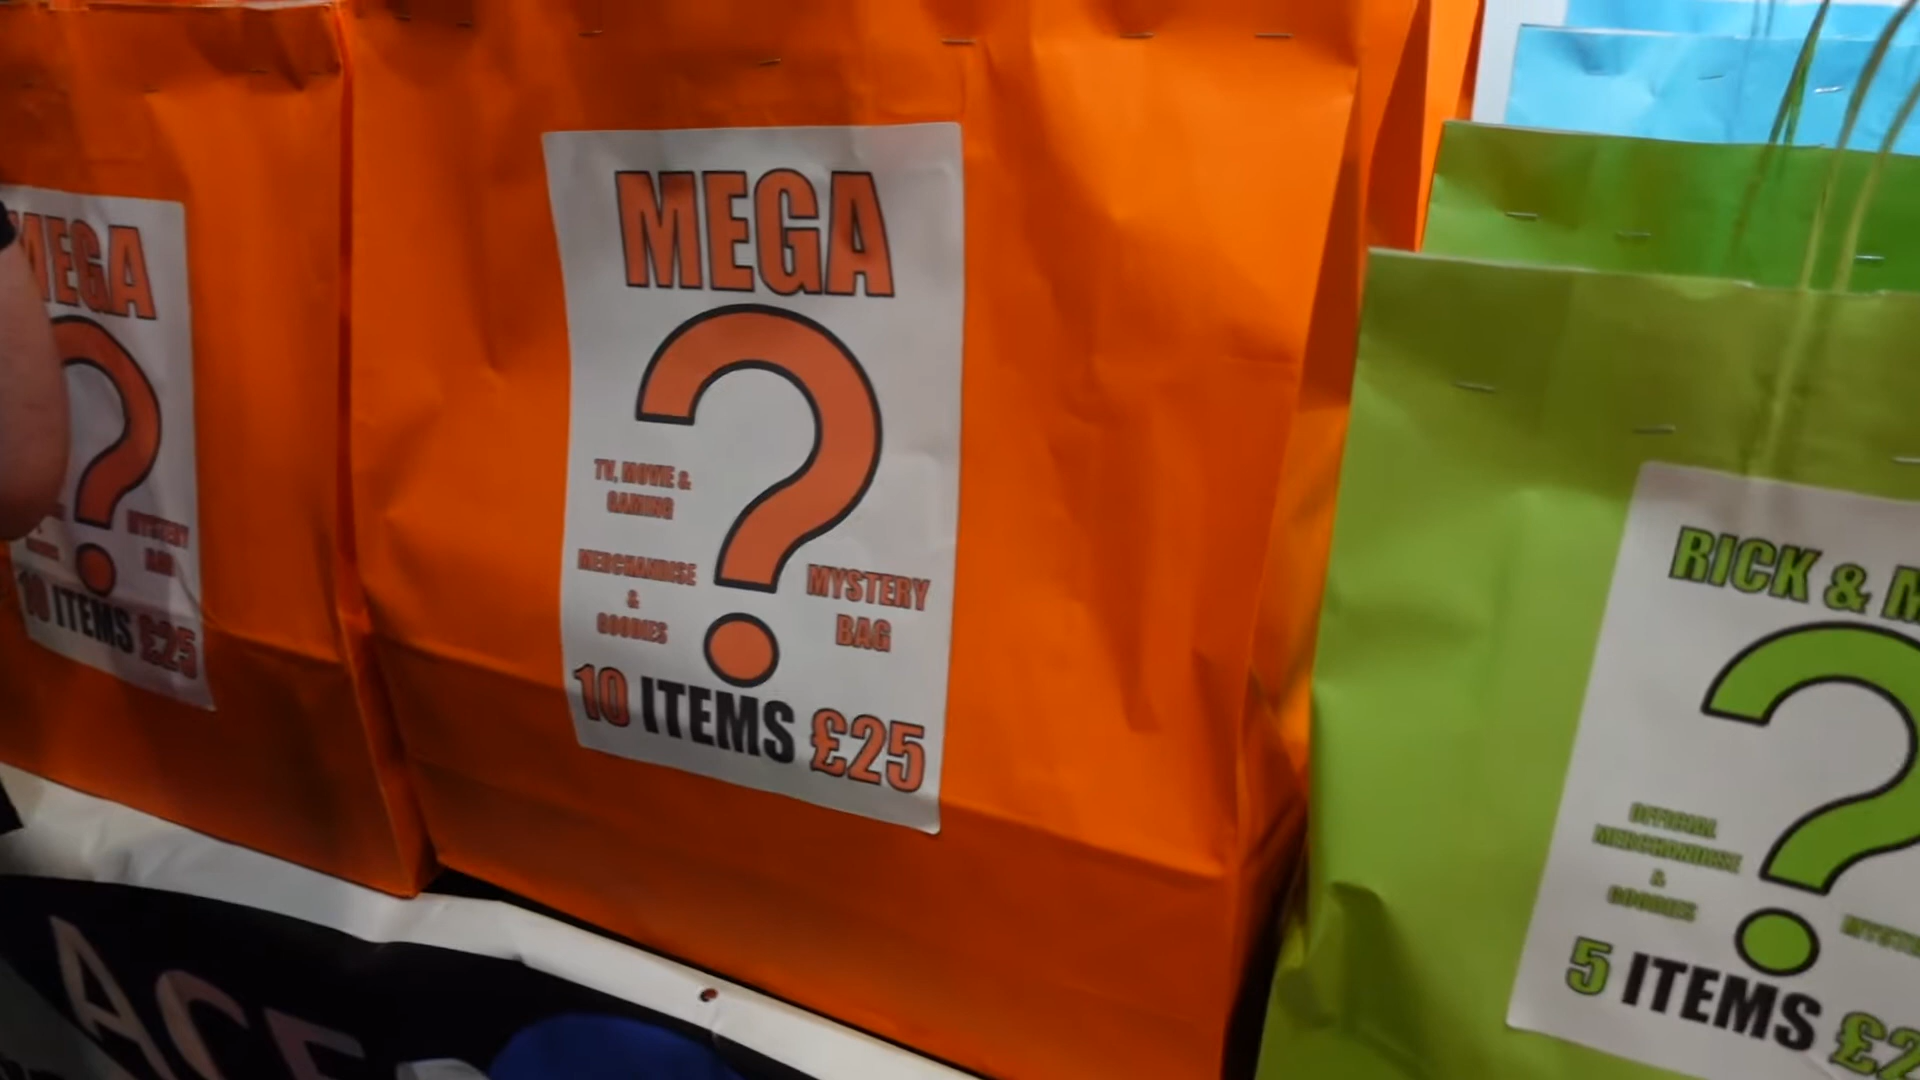 MEGA
?
MYSTERY
BAG
10 ITEMS £25
MEGA
?
TV, MOVIE &
GAMING
MERCHANDISE
&
GOODIES
MYSTERY
BAG
10 ITEMS £25
RICK &
?
OFFICIAL
MERCHANDISE
&
GOODIES
5 ITEMS
ACE